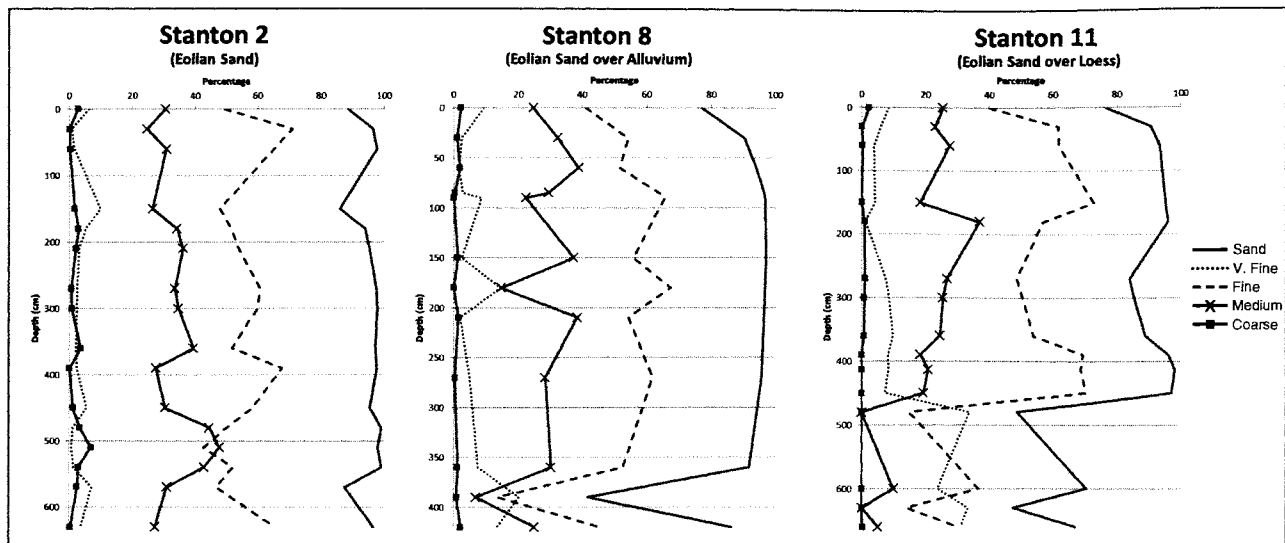 Stanton 2
(Eolian Sand)
Percentage
0 20 40 60 80 100
0
100
200
300
400
500
600
Depth (cm)
Stanton 8
(Eolian Sand over Alluvium)
Percentage
0 20 40 60 80 100
0
50
100
150
200
250
300
350
400
Depth (cm)
Stanton 11
(Eolian Sand over Loess)
Percentage
0 20 40 60 80 100
0
100
200
300
400
500
600
Depth (cm)
Sand
V. Fine
Fine
Medium
Coarse